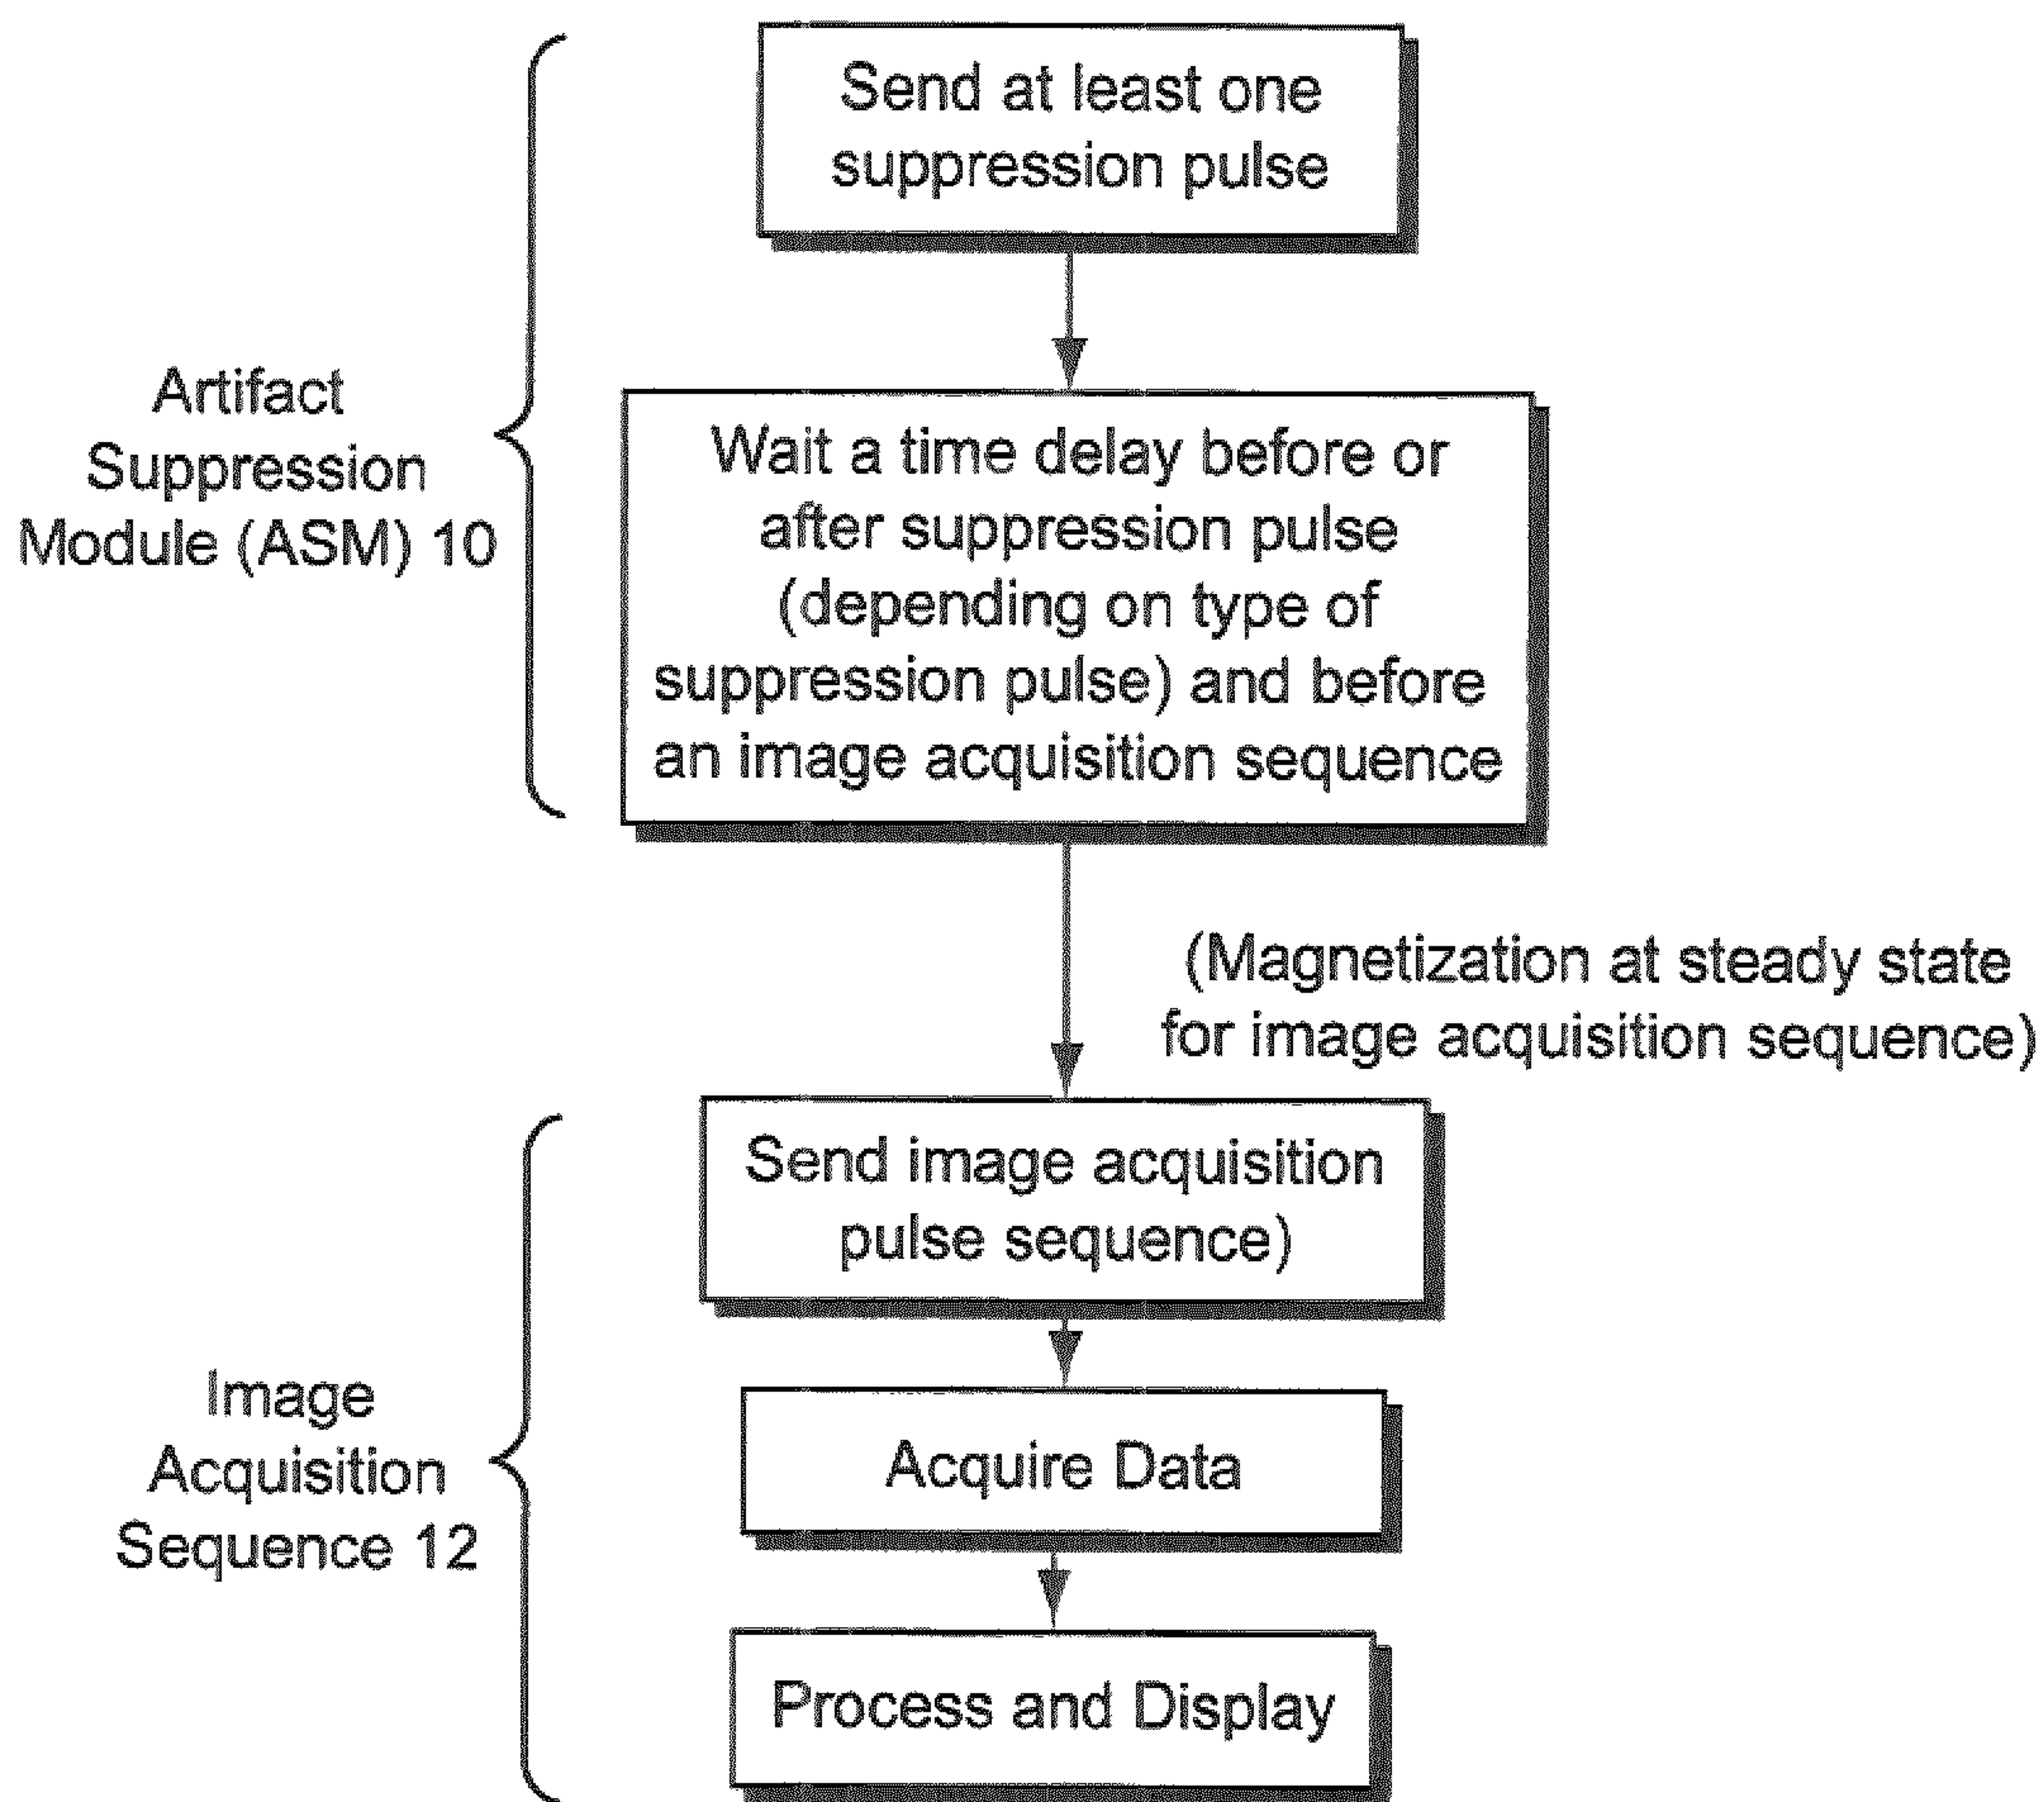 Send at least one
suppression pulse
Artifact
Suppression
Module (ASM) 10
Wait a time delay before or
after suppression pulse
(depending on type of
suppression pulse) and before
an image acquisition sequence
(Magnetization at steady state
for image acquisition sequence)
Send image acquisition
pulse sequence)
Image
Acquisition
Sequence 12
Acquire Data
Process and Display